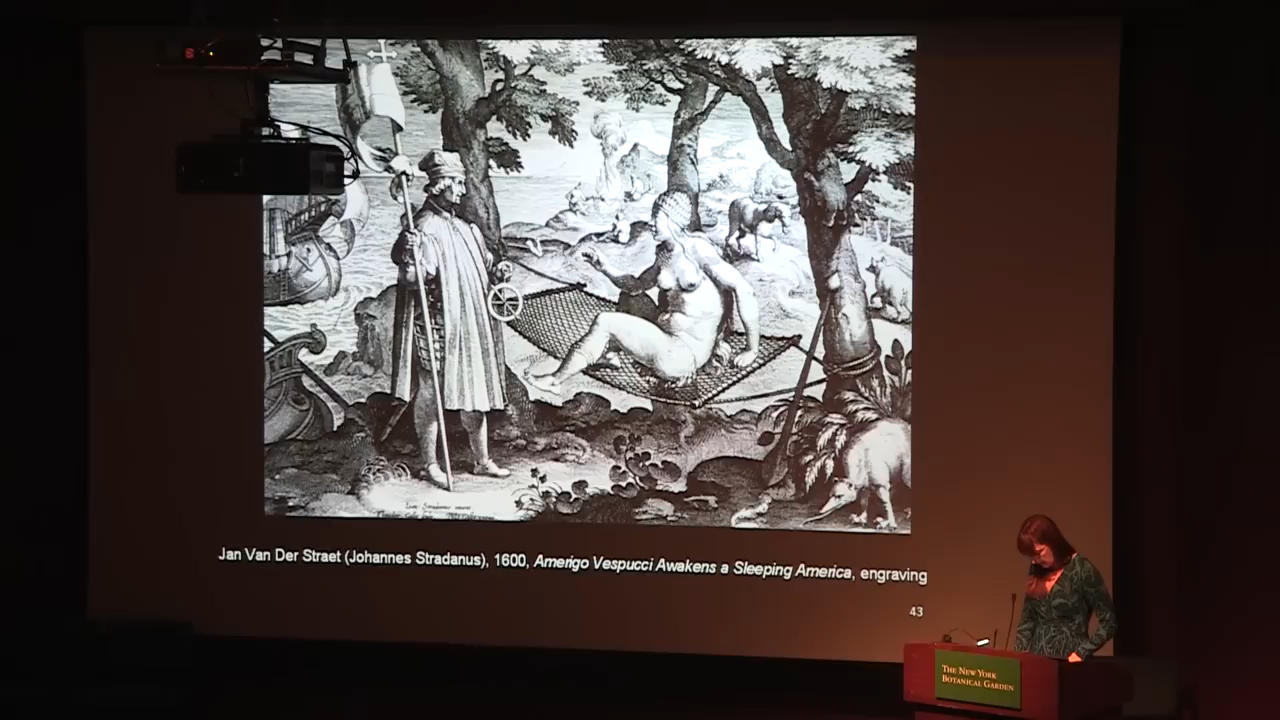 Jan Van Der Straet (Johannes Stradanus), 1600, Amerigo Vespucci Awakens a Sleeping America, engraving
43
THE NEW YORK
BOTANICAL GARDEN